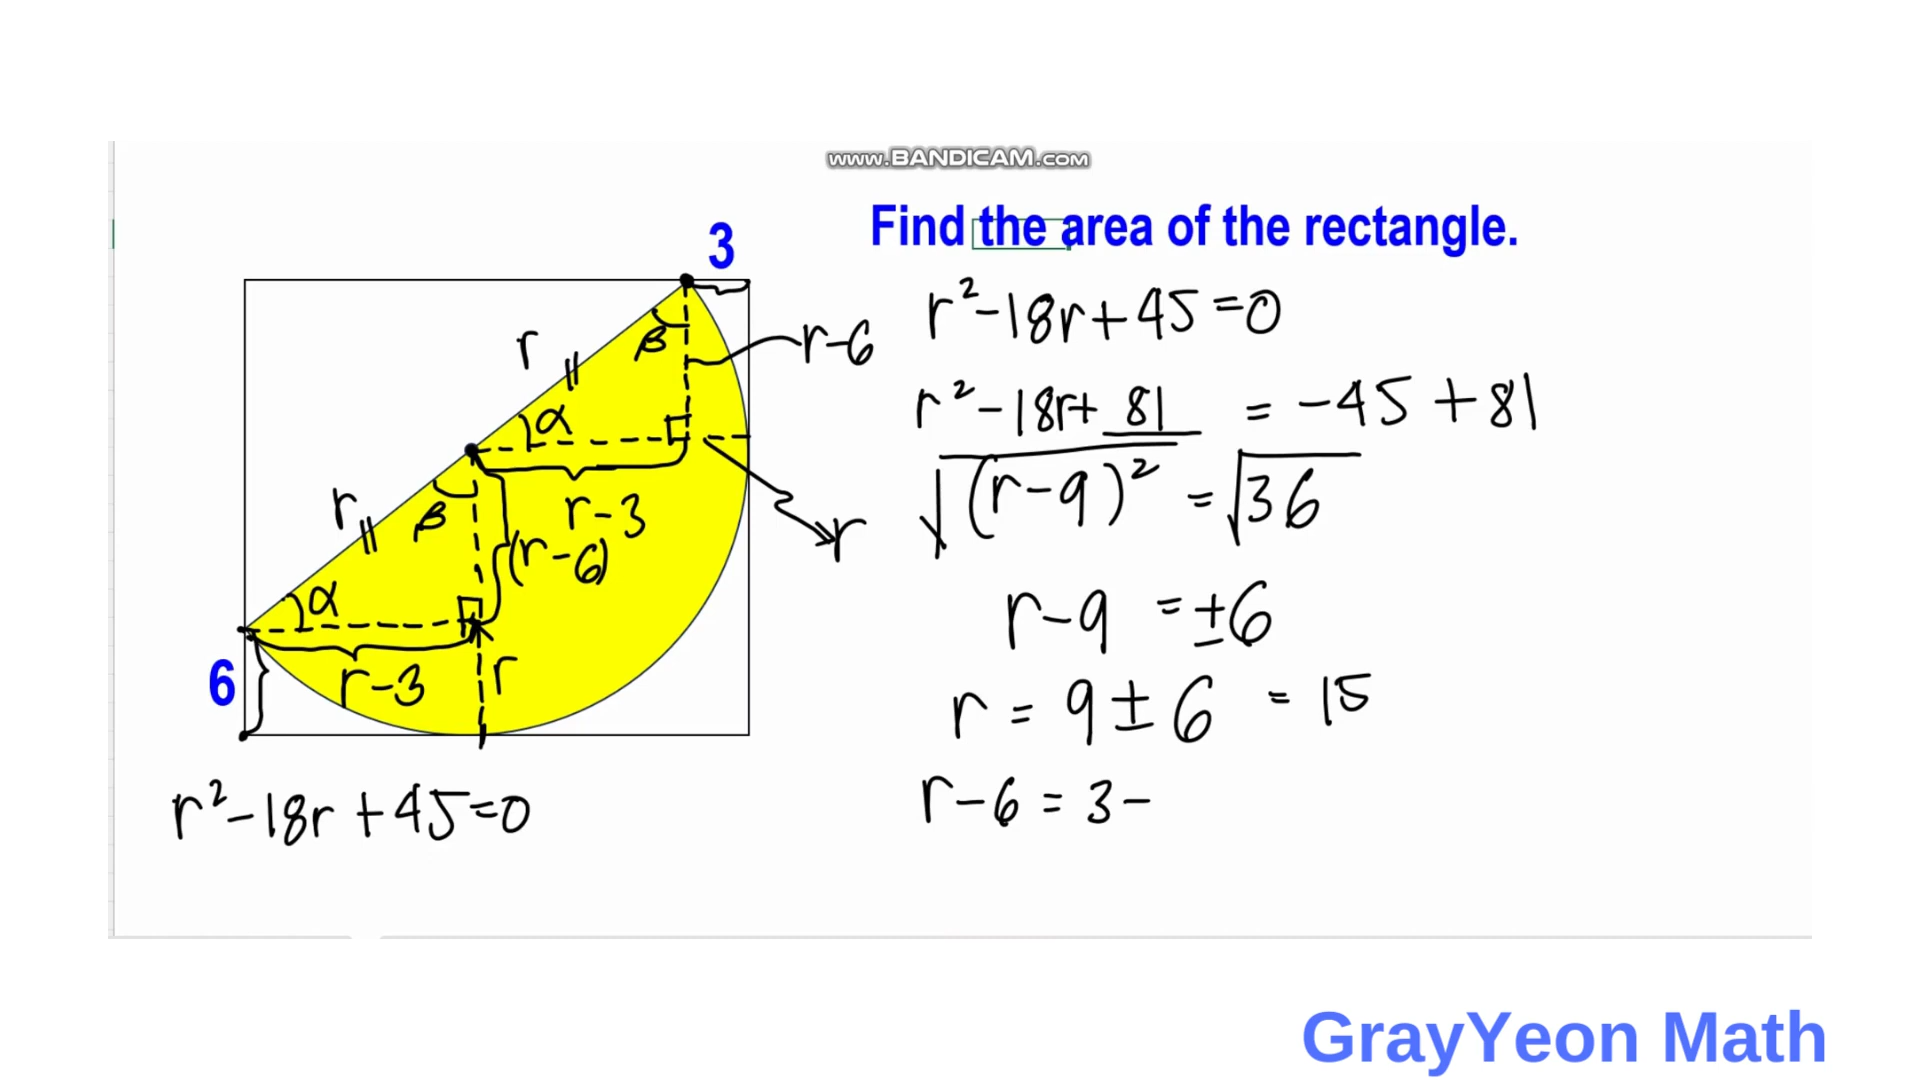 www.BANDICAM.com
Find the area of the rectangle.
3
r
β
r-6
α
r
β
r-3
(r-6)
r
α
6
r-3
r
r²-18r+45=0
r²-18r+45=0
r²-18r+81 = -45+81
√(r-9)² = √36
r-9 = ±6
r = 9±6 = 15
r-6 = 3-
GrayYeon Math